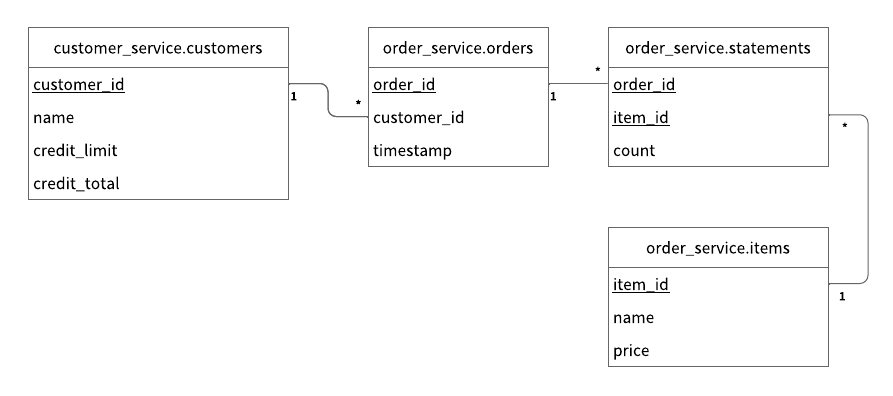 customer_service.customers
customer_id
name
credit_limit
credit_total
1
*
order_service.orders
order_id
customer_id
timestamp
1
*
order_service.statements
order_id
item_id
count
*
order_service.items
item_id
name
price
1